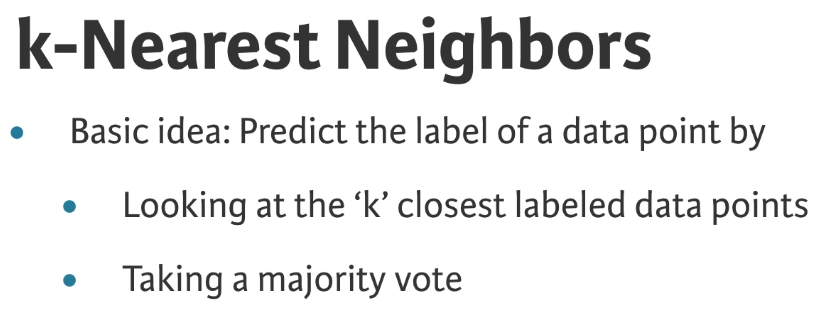 k-Nearest Neighbors
• Basic idea: Predict the label of a data point by
• Looking at the ‘k’ closest labeled data points
• Taking a majority vote